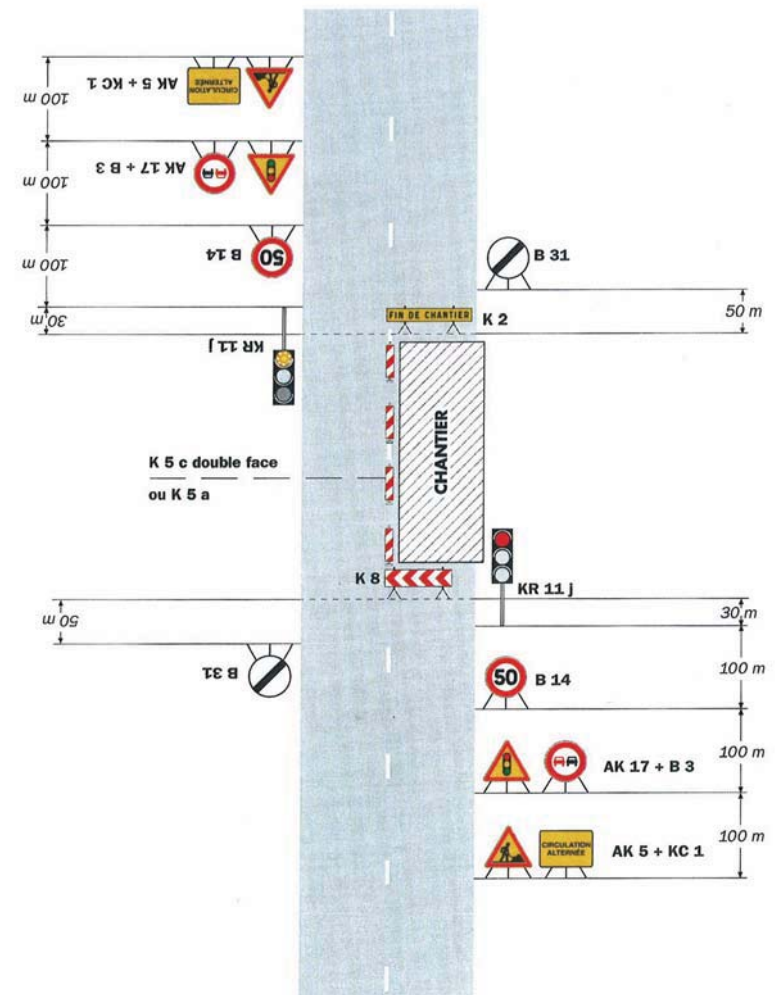 AK 5 + KC 1
CIRCULATION
ALTERNÉE
100 m
AK 17 + B 3
100 m
B 14
50
100 m
KR 11 j
30 m
B 31
50 m
FIN DE CHANTIER
K 2
K 5 c double face
ou K 5 a
CHANTIER
K 8
KR 11 j
30 m
50 m
B 31
100 m
50
B 14
100 m
AK 17 + B 3
100 m
CIRCULATION
ALTERNÉE
AK 5 + KC 1